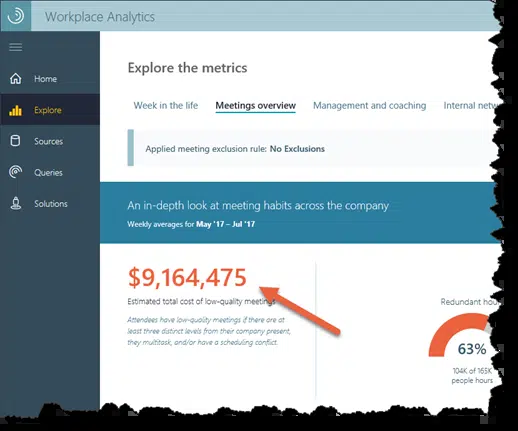 Workplace Analytics
Home
Explore
Sources
Queries
Solutions
Explore the metrics
Week in the life Meetings overview Management and coaching Internal netw
Applied meeting exclusion rule: No Exclusions
An in-depth look at meeting habits across the company
Weekly averages for May '17 – Jul '17
$9,164,475
Estimated total cost of low-quality meetings
Attendees have low-quality meetings if there are at
least three distinct levels from their company present,
they multitask, and/or have a scheduling conflict.
Redundant hou
63%
104K of 165K
people hours